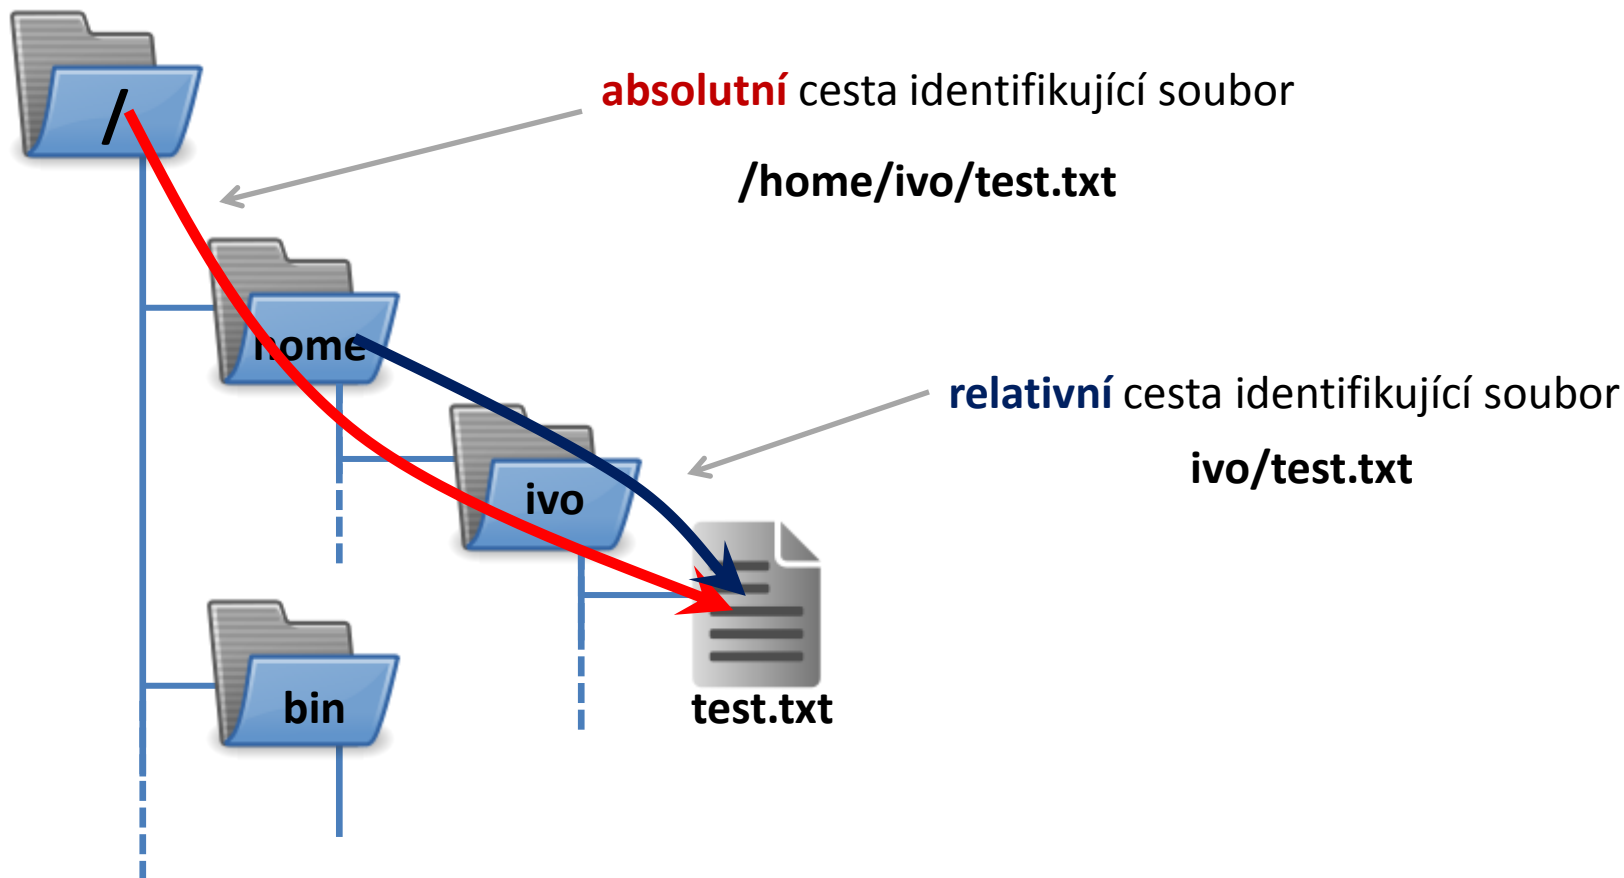 /
absolutní cesta identifikující soubor
/home/ivo/test.txt
home
relativní cesta identifikující soubor
ivo/test.txt
ivo
bin
test.txt